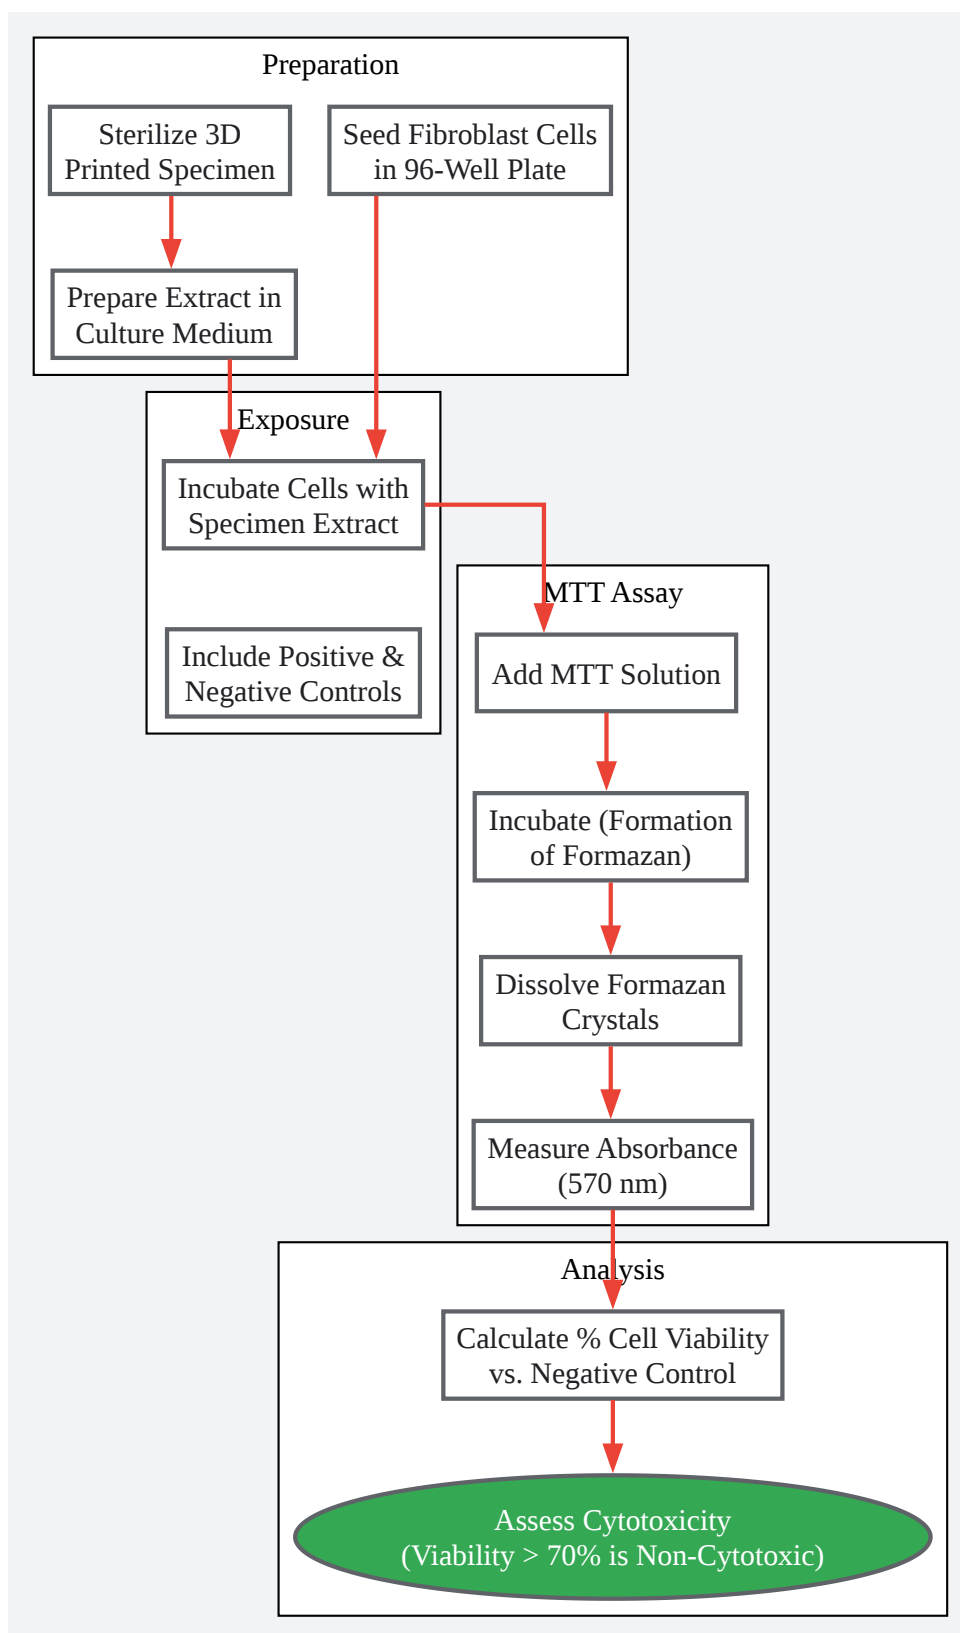 Preparation
Sterilize 3D
Printed Specimen
Seed Fibroblast Cells
in 96-Well Plate
Prepare Extract in
Culture Medium
Exposure
Incubate Cells with
Specimen Extract
Include Positive &
Negative Controls
MTT Assay
Add MTT Solution
Incubate (Formation
of Formazan)
Dissolve Formazan
Crystals
Measure Absorbance
(570 nm)
Analysis
Calculate % Cell Viability
vs. Negative Control
Assess Cytotoxicity
(Viability > 70% is Non-Cytotoxic)